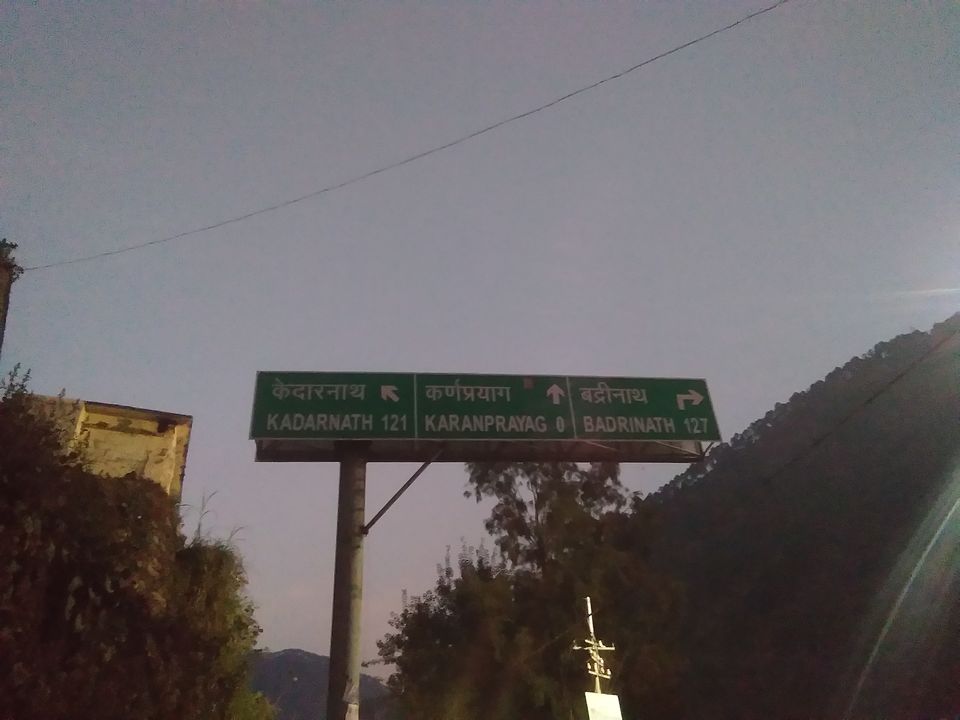 केदारनाथ
KADARNATH 121
कर्णप्रयाग
KARANPRAYAG 0
बद्रीनाथ
BADRINATH 127